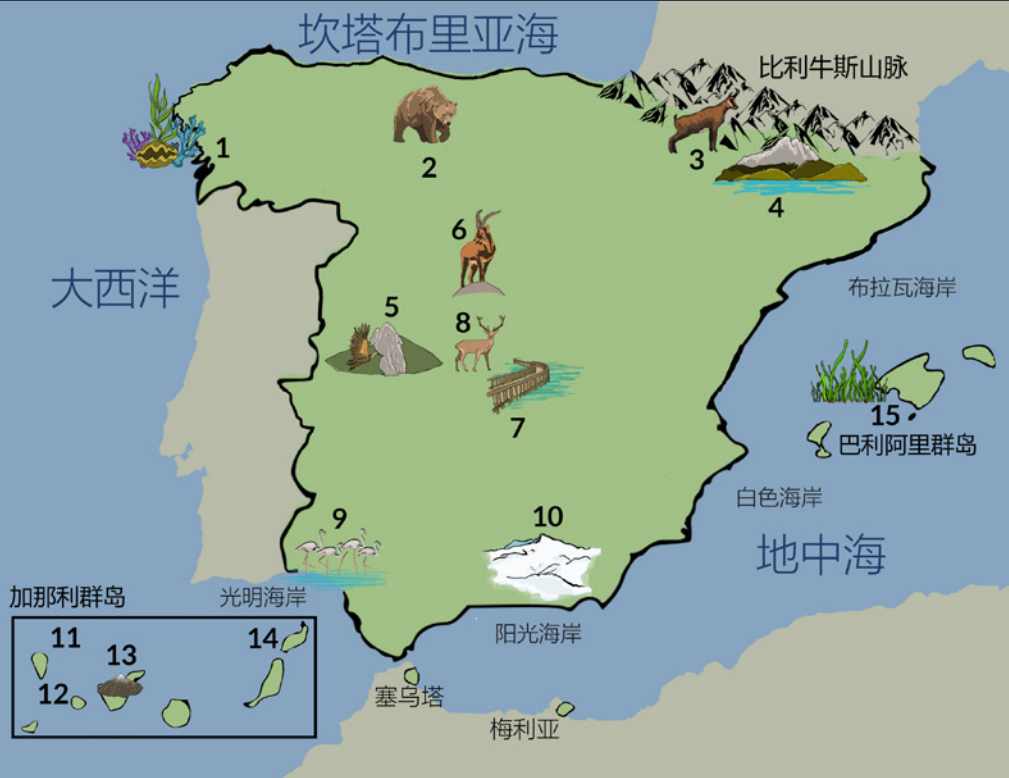 坎塔布里亚海
比利牛斯山脉
1
2
3
4
6
大西洋
布拉瓦海岸
5
8
7
15
巴利阿里群岛
白色海岸
9
10
地中海
加那利群岛
光明海岸
11
14
13
12
阳光海岸
塞乌塔
梅利亚